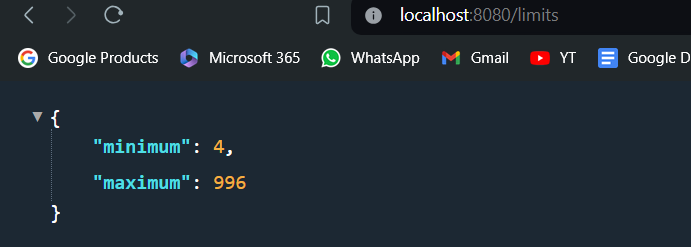 localhost:8080/limits
Google Products Microsoft 365 WhatsApp Gmail YT Google D
{
"minimum": 4,
"maximum": 996
}